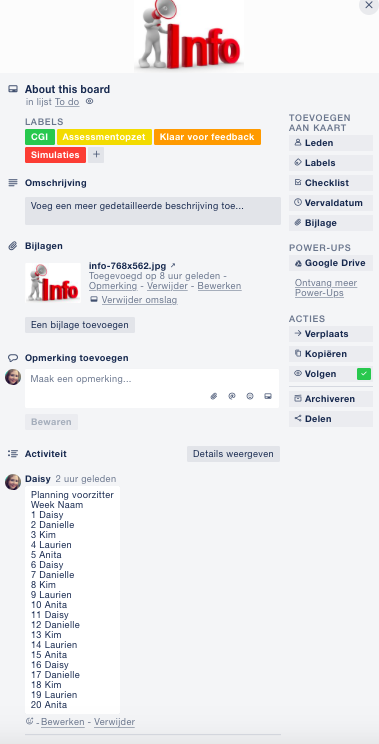 Info
About this board
in lijst To do
LABELS
CGI
Assessmentopzet
Klaar voor feedback
Simulaties
+
Omschrijving
Voeg een meer gedetailleerde beschrijving toe...
Bijlagen
Info
info-768x562.jpg ↗
Toegevoegd op 8 uur geleden -
Opmerking - Verwijder - Bewerken
Verwijder omslag
Een bijlage toevoegen
Opmerking toevoegen
Maak een opmerking...
@
Bewaren
Activiteit
Details weergeven
Daisy 2 uur geleden
Planning voorzitter
Week Naam
1 Daisy
2 Danielle
3 Kim
4 Laurien
5 Anita
6 Daisy
7 Danielle
8 Kim
9 Laurien
10 Anita
11 Daisy
12 Danielle
13 Kim
14 Laurien
15 Anita
16 Daisy
17 Danielle
18 Kim
19 Laurien
20 Anita
- Bewerken - Verwijder
TOEVOEGEN
AAN KAART
Leden
Labels
Checklist
Vervaldatum
Bijlage
POWER-UPS
Google Drive
Ontvang meer
Power-Ups
ACTIES
Verplaats
Kopiëren
Volgen
Archiveren
Delen